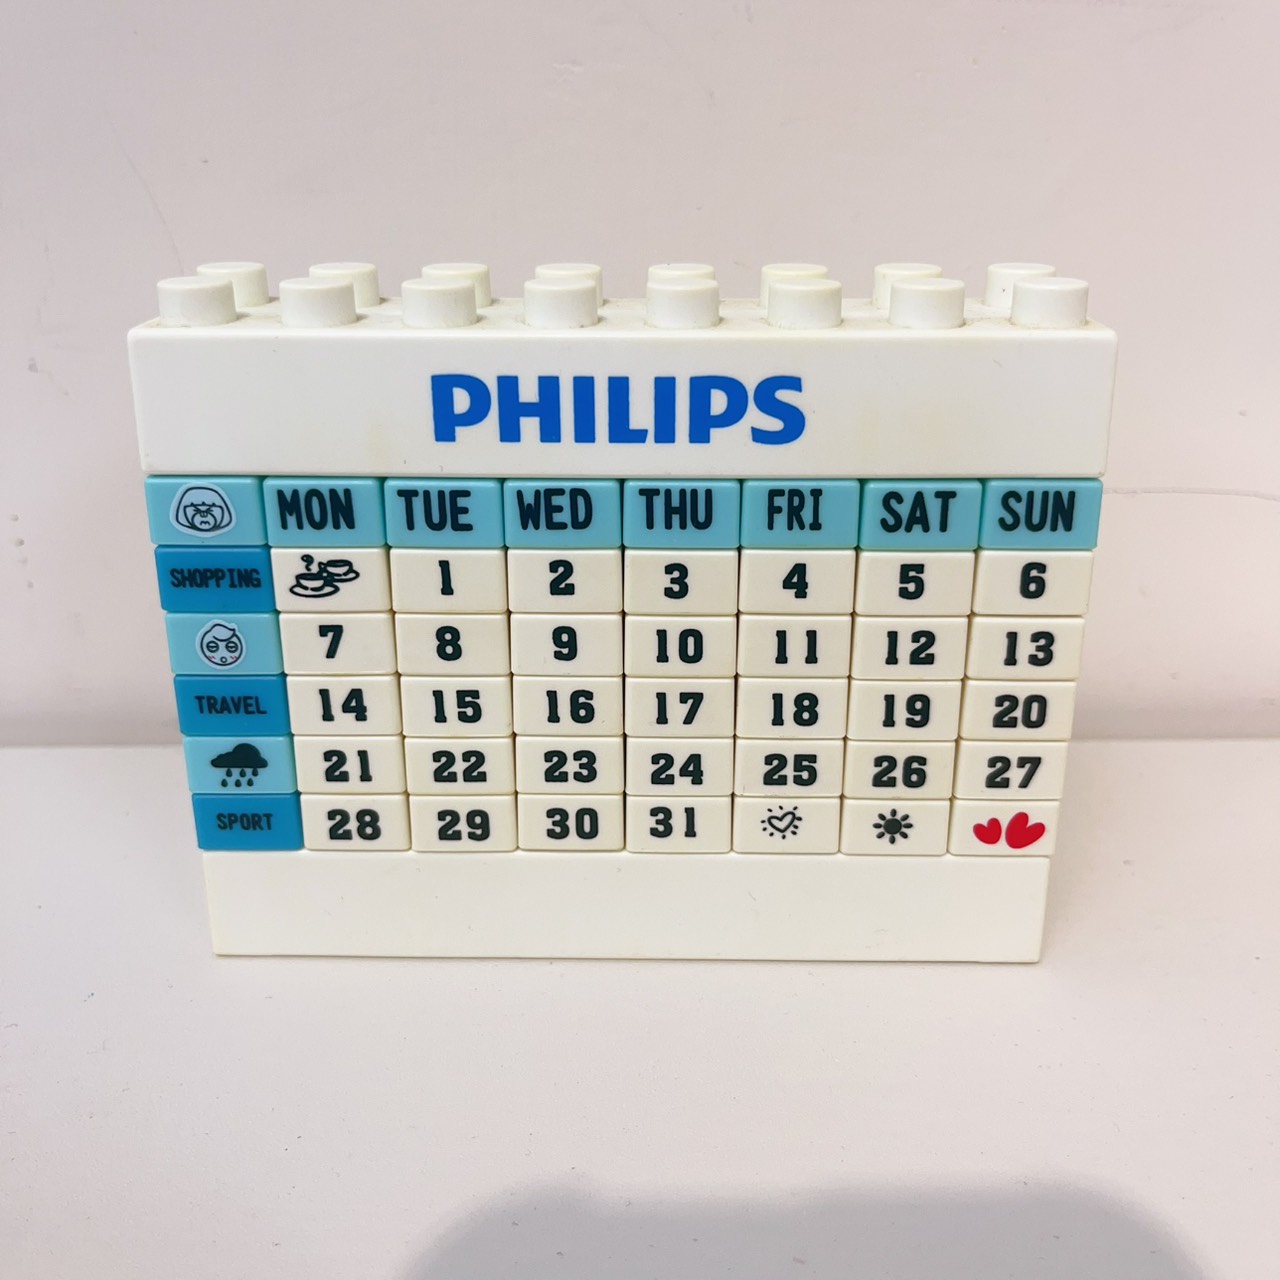 PHILIPS
MON TUE WED THU FRI SAT SUN
SHOPPING 1 2 3 4 5 6
7 8 9 10 11 12 13
TRAVEL 14 15 16 17 18 19 20
21 22 23 24 25 26 27
SPORT 28 29 30 31